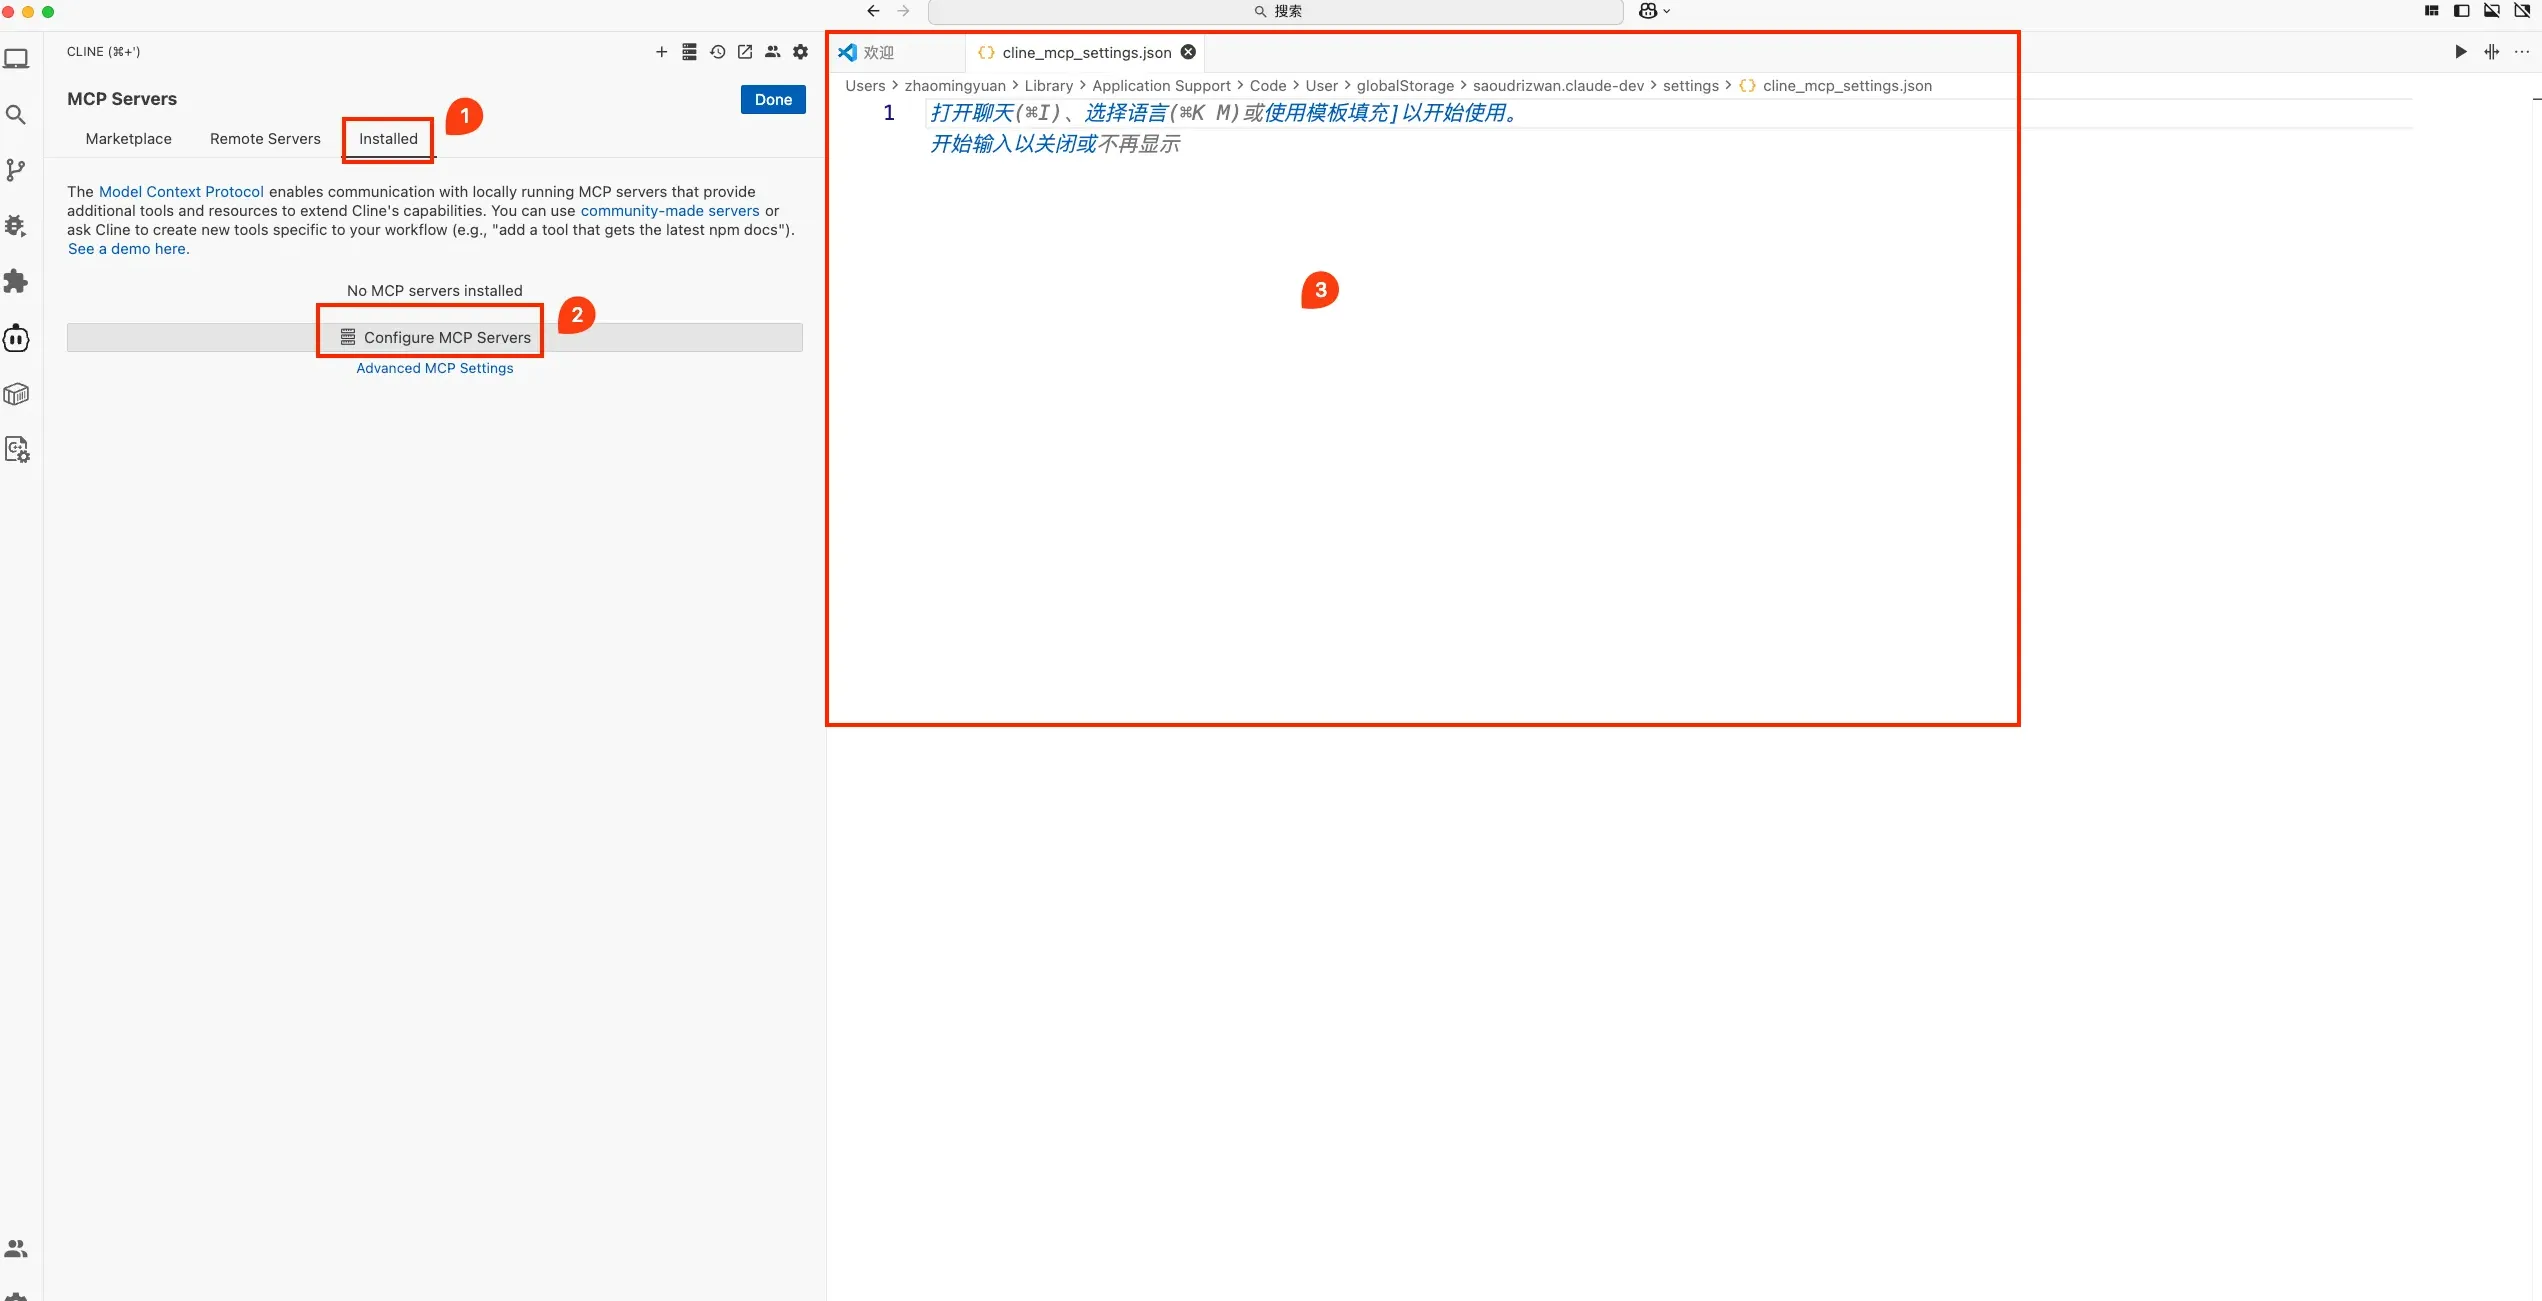 搜索
CLINE (⌘+')
MCP Servers
Done
1
Marketplace
Remote Servers
Installed
The Model Context Protocol enables communication with locally running MCP servers that provide
additional tools and resources to extend Cline's capabilities. You can use community-made servers or
ask Cline to create new tools specific to your workflow (e.g., "add a tool that gets the latest npm docs").
See a demo here.
No MCP servers installed
2
Configure MCP Servers
Advanced MCP Settings
欢迎
{} cline_mcp_settings.json
Users > zhaomingyuan > Library > Application Support > Code > User > globalStorage > saoudrizwan.claude-dev > settings > {} cline_mcp_settings.json
1 打开聊天(⌘I)、选择语言(⌘K M)或使用模板填充]以开始使用。
开始输入以关闭或不再显示
3